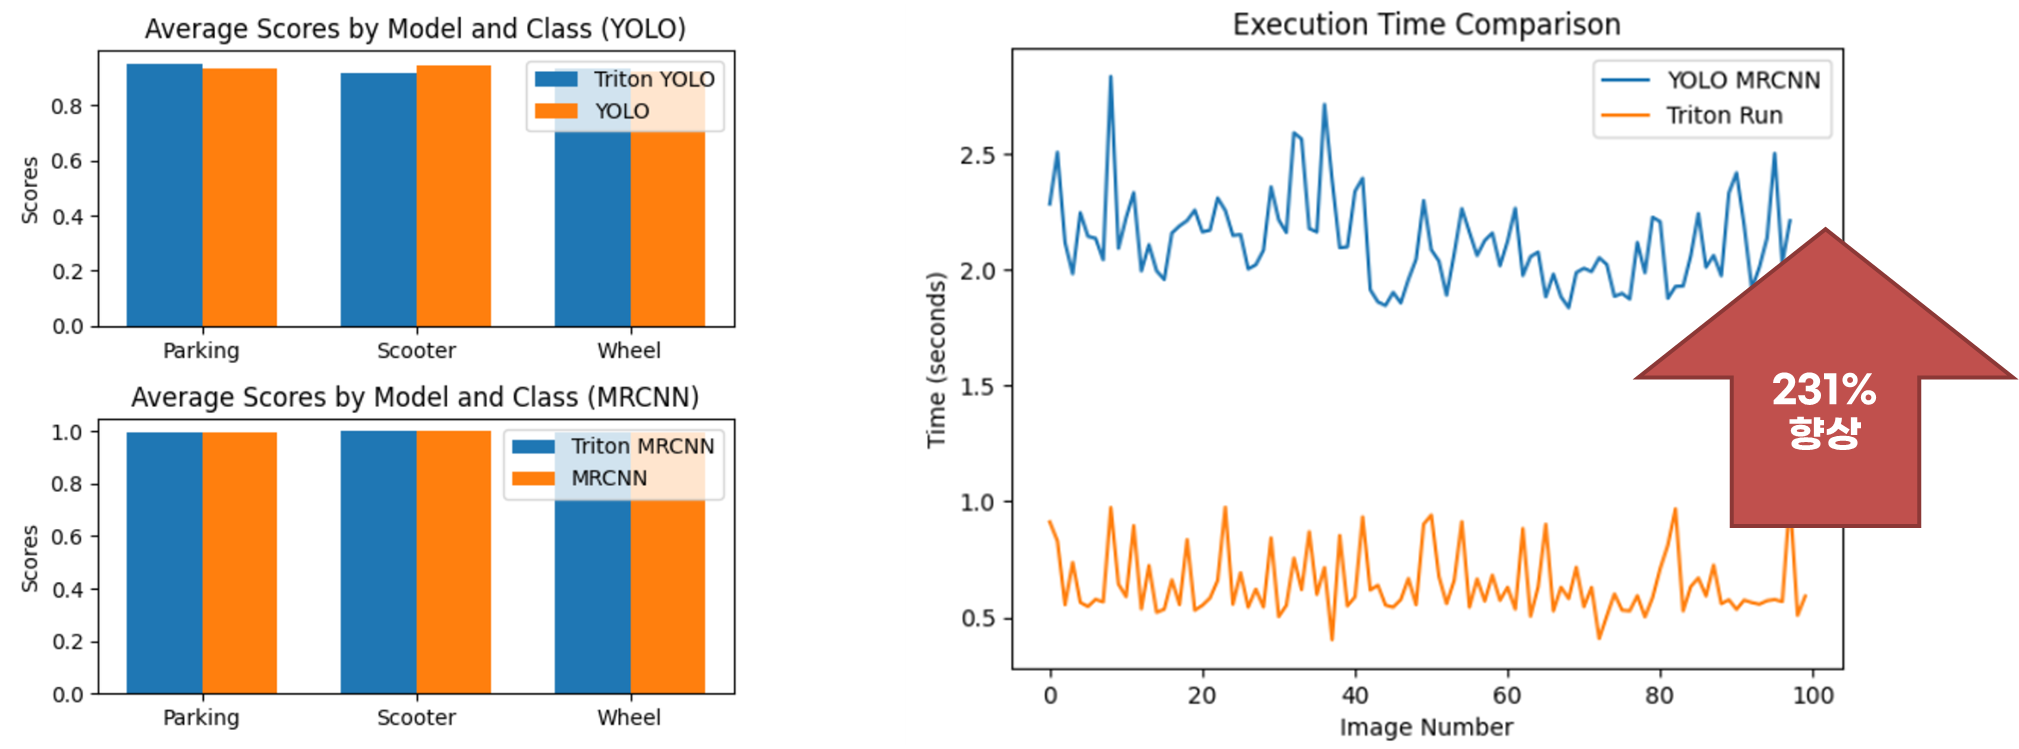 Average Scores by Model and Class (YOLO)
Scores
0.8
0.6
0.4
0.2
0.0
Triton YOLO
YOLO
Parking
Scooter
Wheel
Average Scores by Model and Class (MRCNN)
Scores
1.0
0.8
0.6
0.4
0.2
0.0
Triton MRCNN
MRCNN
Parking
Scooter
Wheel
Execution Time Comparison
Time (seconds)
2.5
2.0
1.5
1.0
0.5
YOLO MRCNN
Triton Run
231%
향상
0
20
40
60
80
100
Image Number